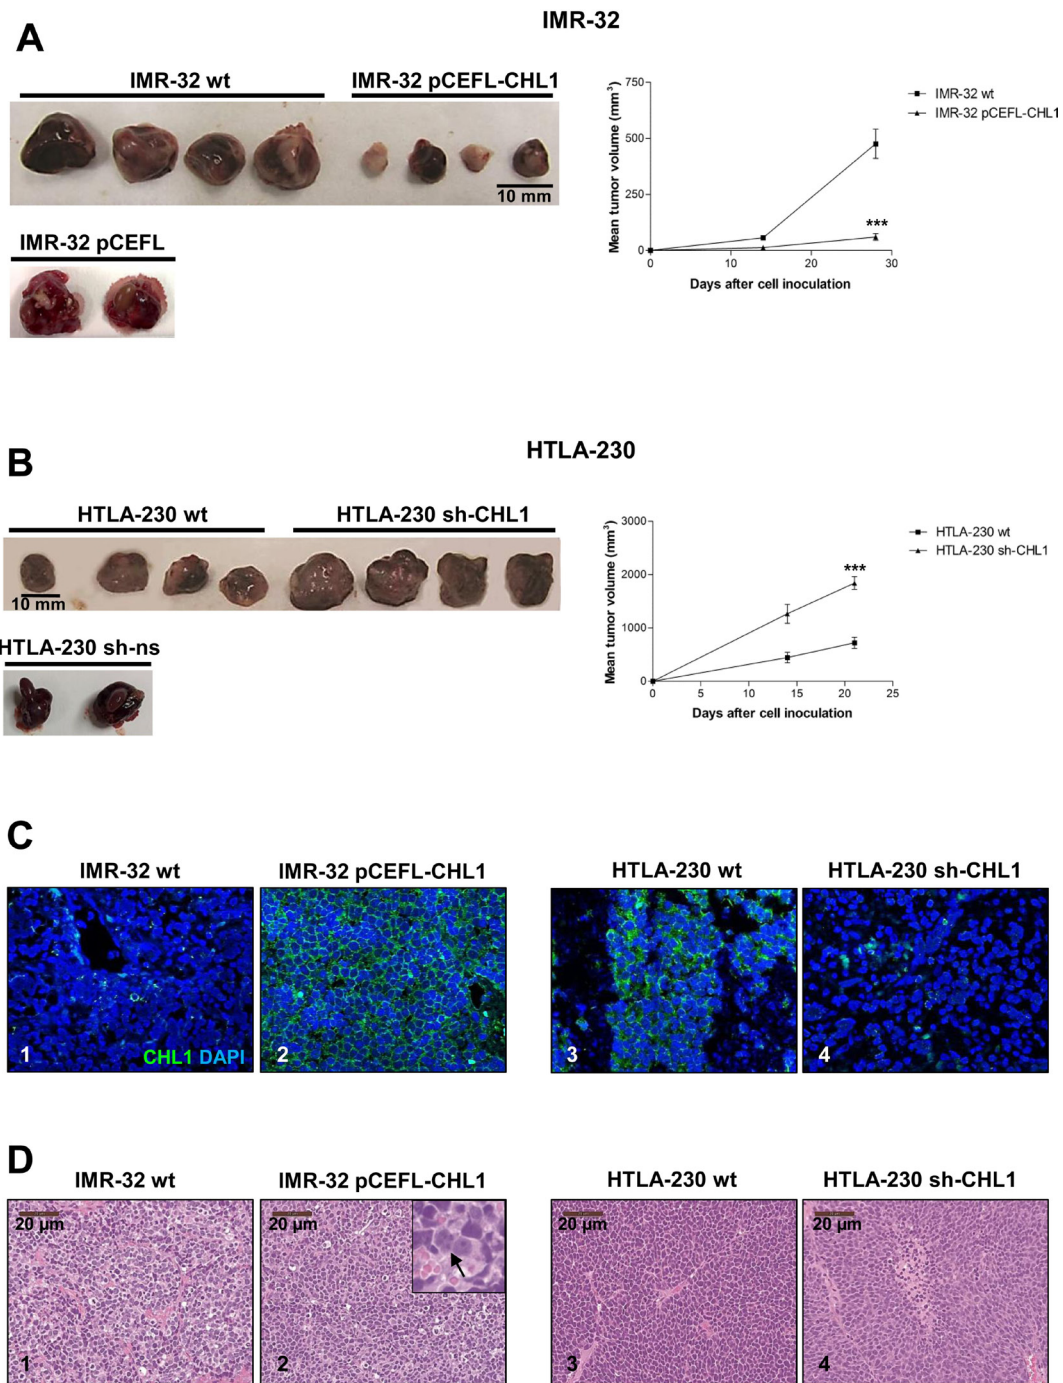 IMR-32
A
IMR-32 wt
IMR-32 pCEFL-CHL1
10 mm
IMR-32 pCEFL
Mean tumor volume (mm³)
750
500
250
0
0
10
20
30
***
Days after cell inoculation
IMR-32 wt
IMR-32 pCEFL-CHL1
HTLA-230
B
HTLA-230 wt
HTLA-230 sh-CHL1
10 mm
HTLA-230 sh-ns
Mean tumor volume (mm³)
3000
2000
1000
0
0
5
10
15
20
25
***
Days after cell inoculation
HTLA-230 wt
HTLA-230 sh-CHL1
C
IMR-32 wt
IMR-32 pCEFL-CHL1
HTLA-230 wt
HTLA-230 sh-CHL1
1
CHL1 DAPI
2
3
4
D
IMR-32 wt
IMR-32 pCEFL-CHL1
HTLA-230 wt
HTLA-230 sh-CHL1
20 µm
20 µm
20 µm
20 µm
1
2
3
4